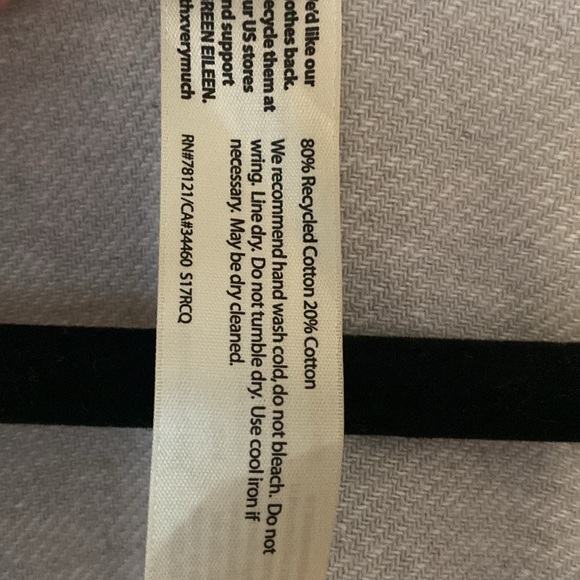 e'd like our
othes back.
ecycle them at
ur US stores
nd support
REEN EILEEN.
thxverymuch
80% Recycled Cotton 20% Cotton
We recommend hand wash cold, do not bleach. Do not
wring. Line dry. Do not tumble dry. Use cool iron if
necessary. May be dry cleaned.
RN#78121/CA#34460 S17RCQ